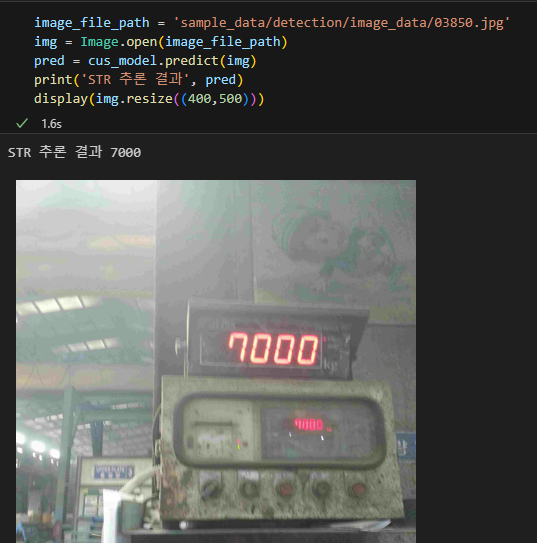 image_file_path = 'sample_data/detection/image_data/03850.jpg'
img = Image.open(image_file_path)
pred = cus_model.predict(img)
print('STR 추론 결과', pred)
display(img.resize((400,500)))
1.6s
STR 추론 결과 7000
7000
kg
7000